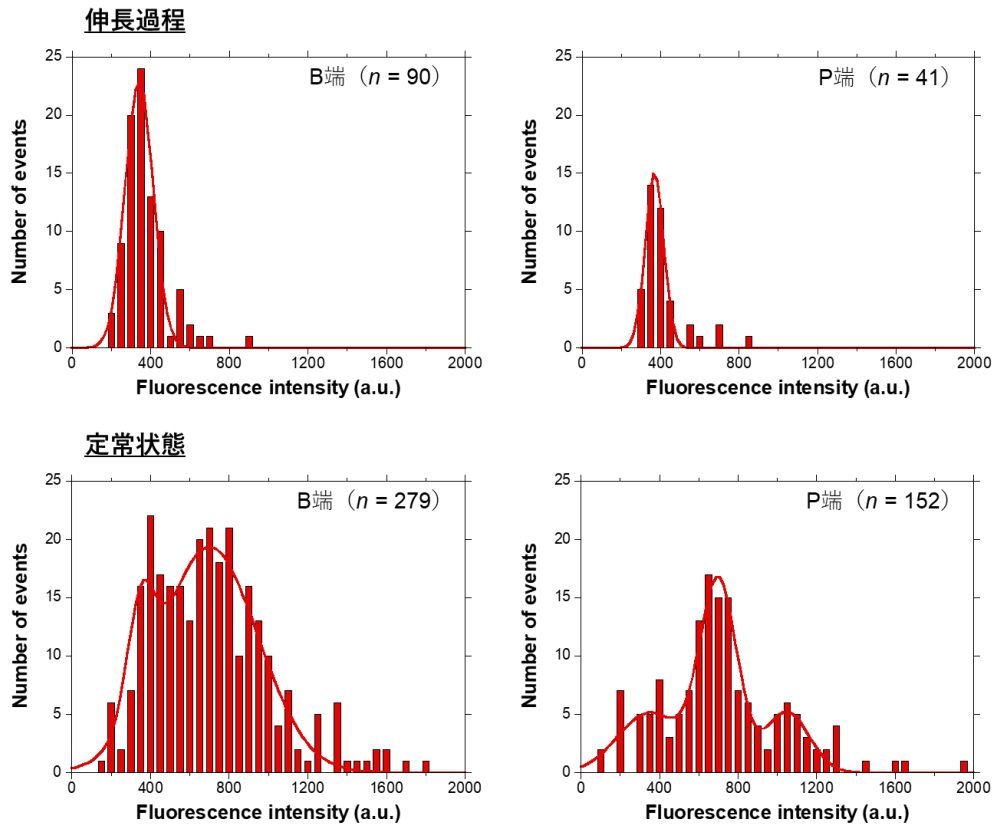 伸長過程
B端（n = 90）
25
20
15
10
5
0
Number of events
0 400 800 1200 1600 2000
Fluorescence intensity (a.u.)
P端（n = 41）
25
20
15
10
5
0
Number of events
0 400 800 1200 1600 2000
Fluorescence intensity (a.u.)
定常状態
B端（n = 279）
25
20
15
10
5
0
Number of events
0 400 800 1200 1600 2000
Fluorescence intensity (a.u.)
P端（n = 152）
25
20
15
10
5
0
Number of events
0 400 800 1200 1600 2000
Fluorescence intensity (a.u.)